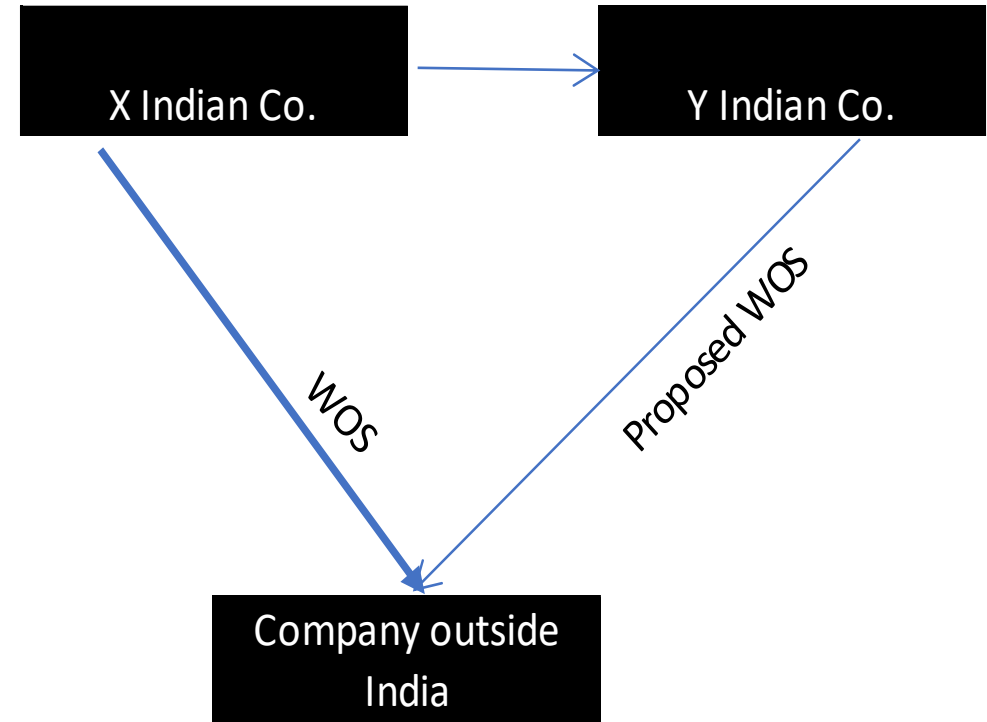 X Indian Co.
Y Indian Co.
WOS
Proposed WOS
Company outside
India